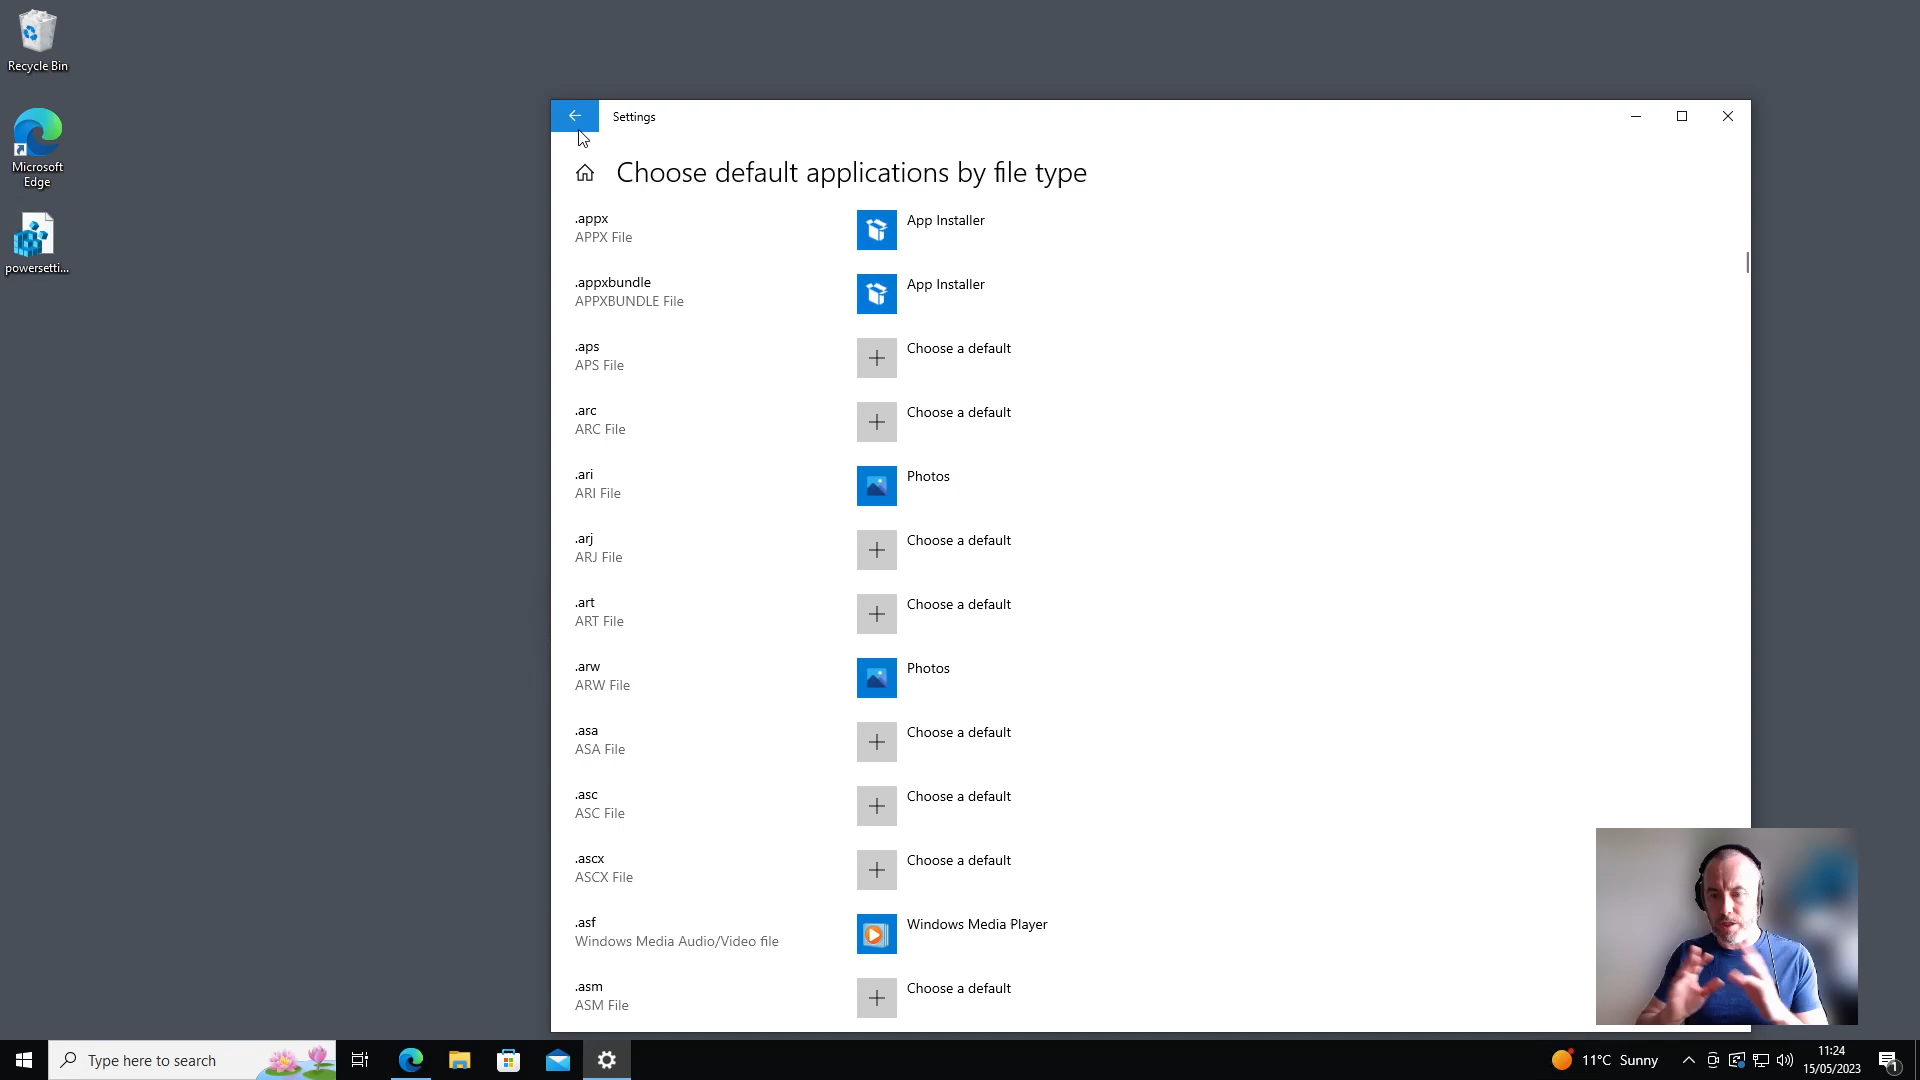 Recycle Bin
Microsoft
Edge
powersetti...
Settings
Choose default applications by file type
.appx
APPX File
App Installer
.appxbundle
APPXBUNDLE File
App Installer
.aps
APS File
Choose a default
.arc
ARC File
Choose a default
.ari
ARI File
Photos
.arj
ARJ File
Choose a default
.art
ART File
Choose a default
.arw
ARW File
Photos
.asa
ASA File
Choose a default
.asc
ASC File
Choose a default
.ascx
ASCX File
Choose a default
.asf
Windows Media Audio/Video file
Windows Media Player
.asm
ASM File
Choose a default
Type here to search
11°C Sunny
11:24
15/05/2023
1